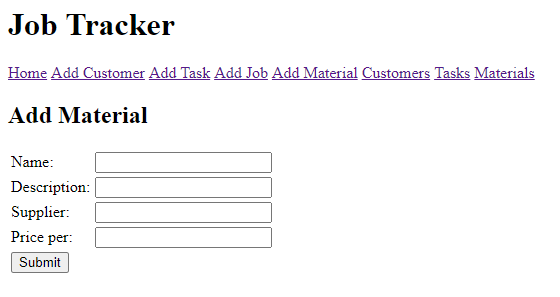 Job Tracker
Home Add Customer Add Task Add Job Add Material Customers Tasks Materials
Add Material
Name:
Description:
Supplier:
Price per:
Submit